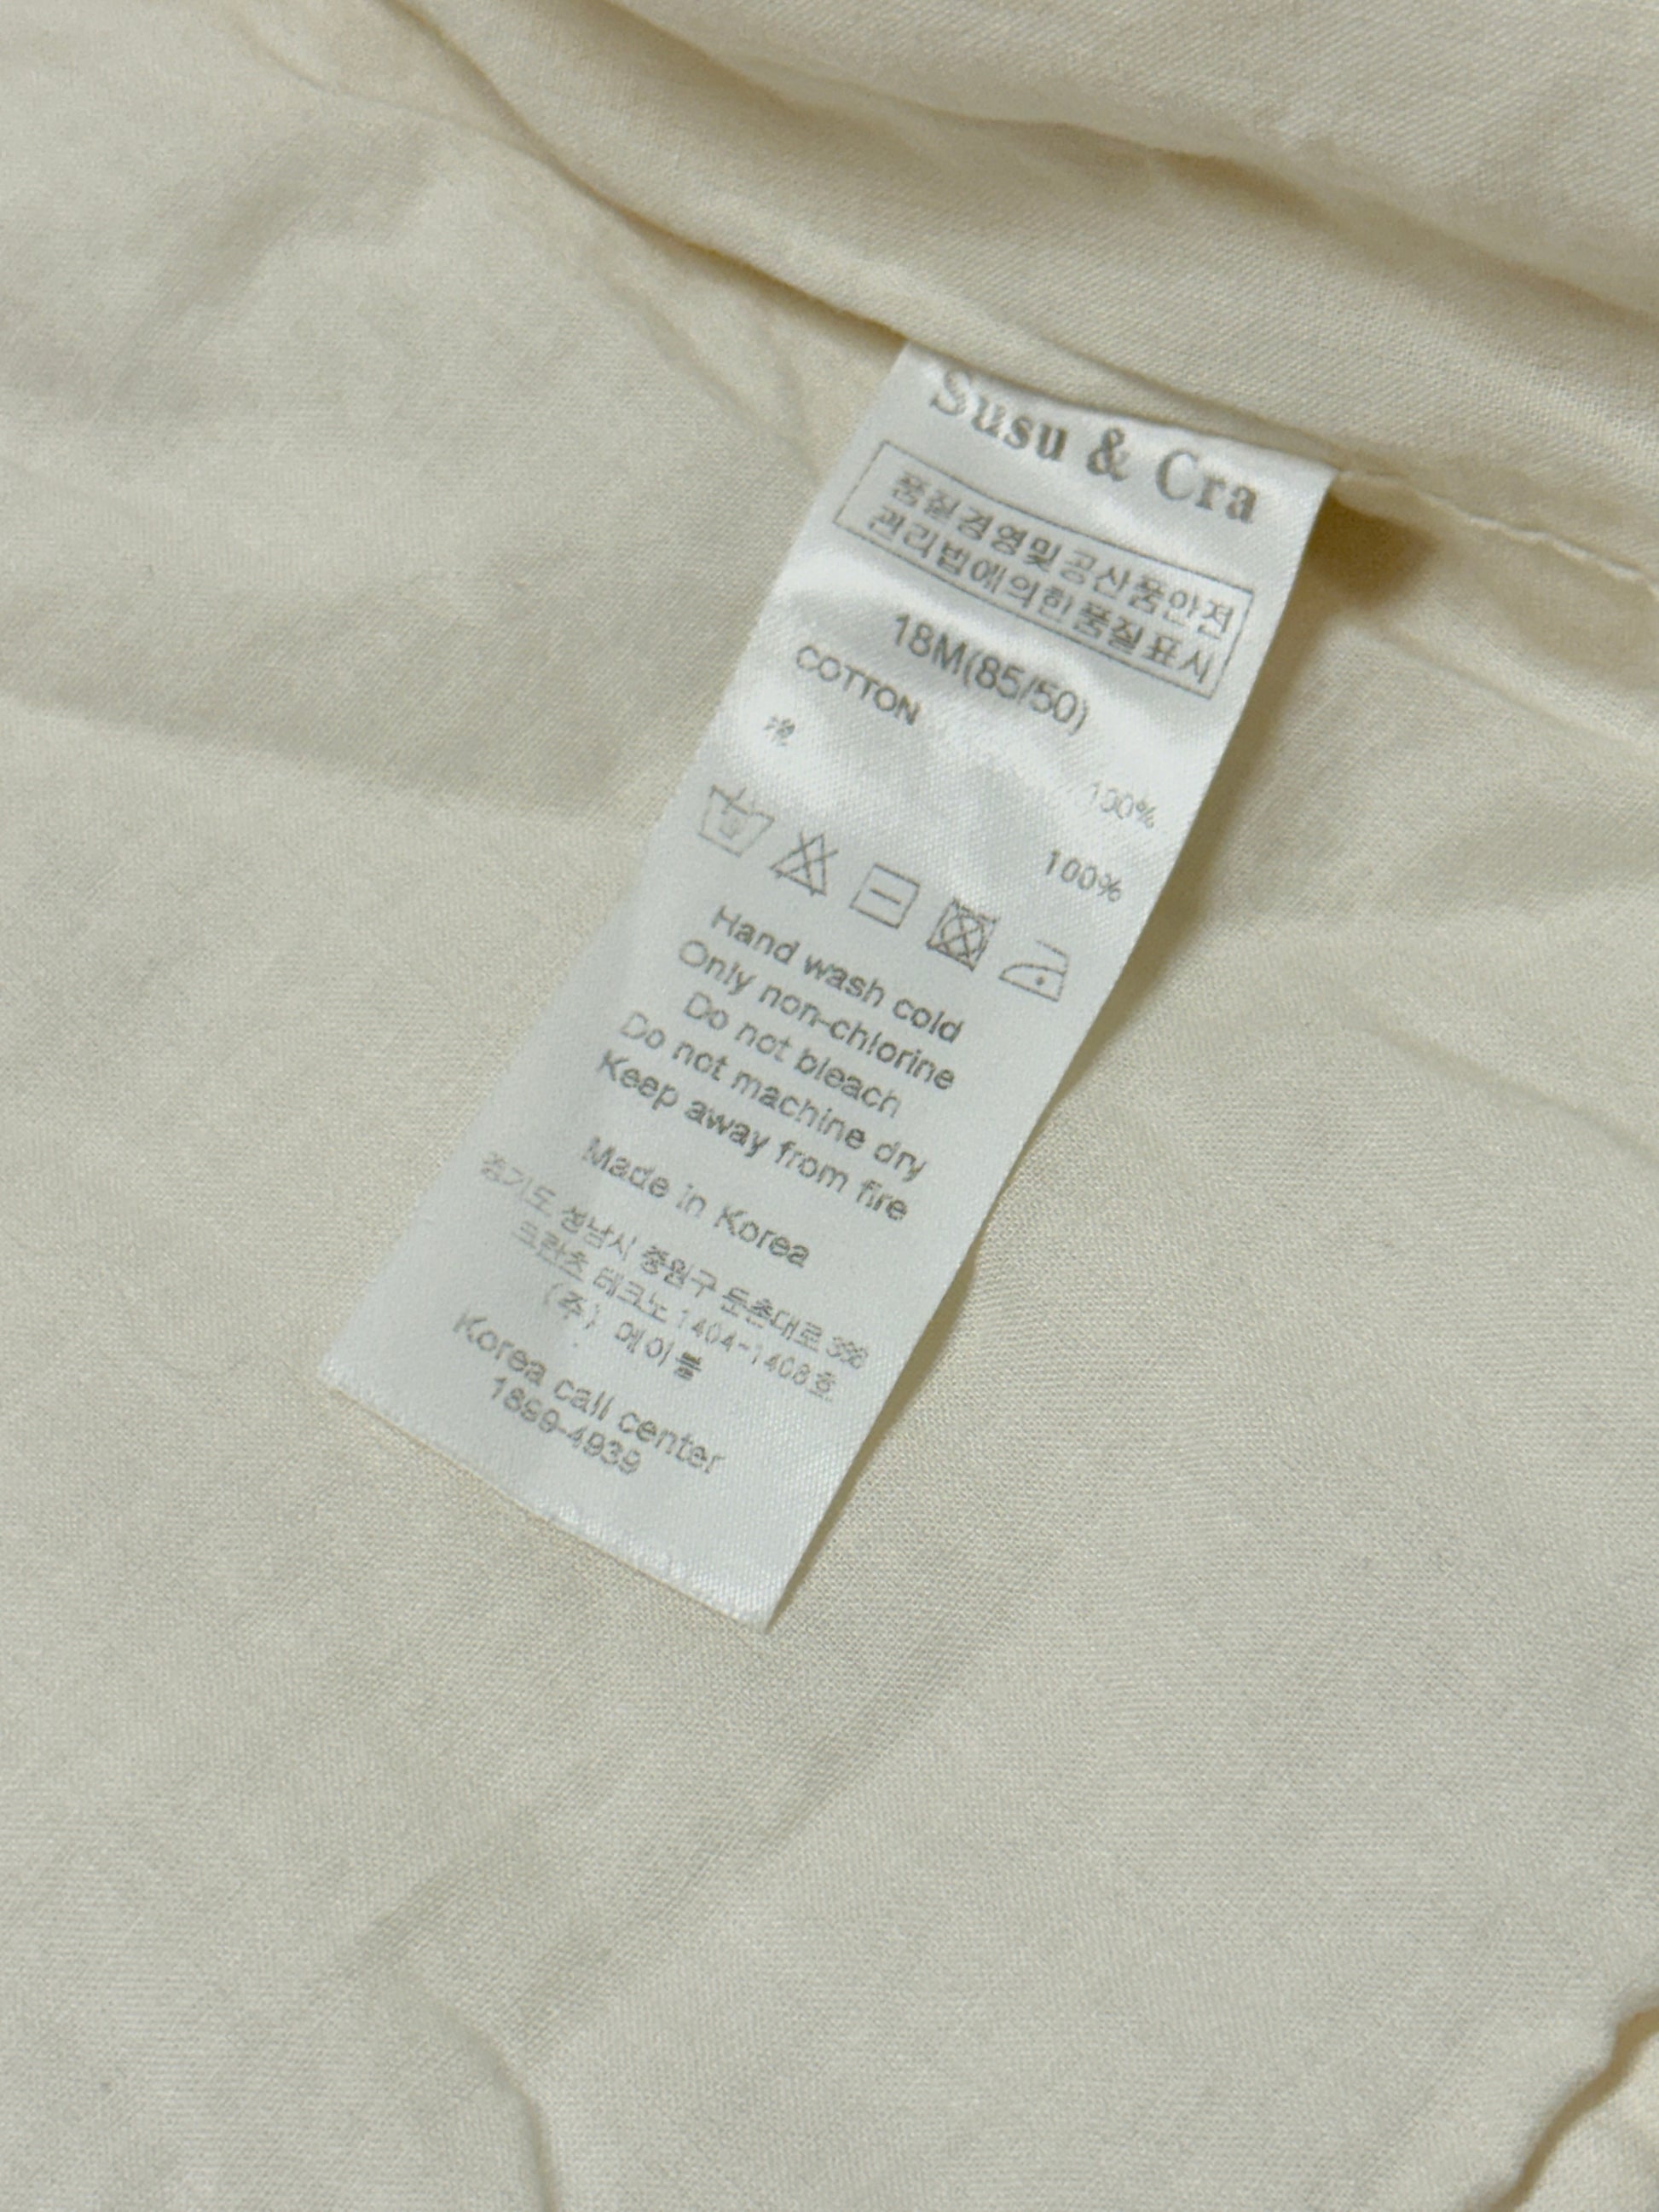 Susu & Cra
품질경영및공산품안전
관리법에의한품질표시
18M(85/50)
COTTON 100%
100%
Hand wash cold
Only non-chlorine
Do not bleach
Do not machine dry
Keep away from fire
Made in Korea
경기도 성남시 중원구 둔촌대로 388
크란츠 테크노 1404-1408호
(주) 메이블
Korea call center
1899-4939